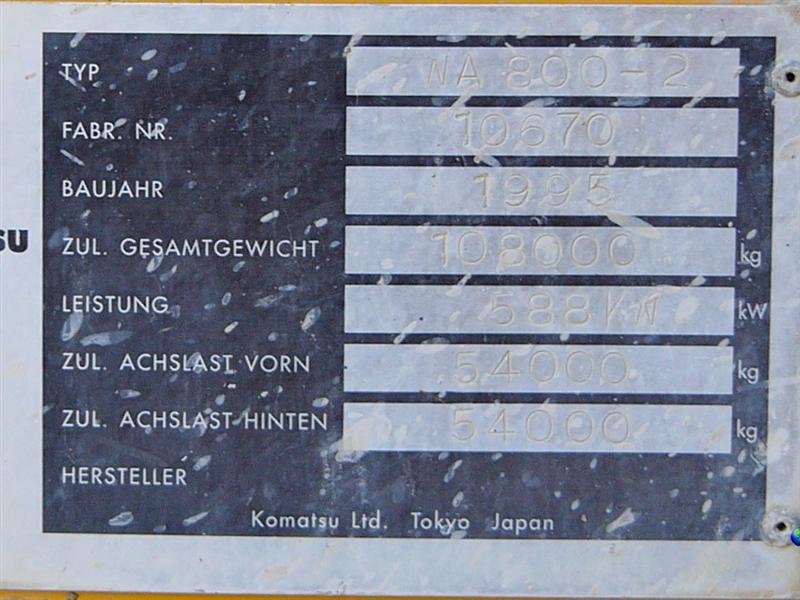 TYP WA 800-2
FABR. NR. 10670
BAUJAHR 1995
SU
ZUL. GESAMTGEWICHT 108000 kg
LEISTUNG 588KW kW
ZUL. ACHSLAST VORN 54000 kg
ZUL. ACHSLAST HINTEN 54000 kg
HERSTELLER
Komatsu Ltd. Tokyo Japan